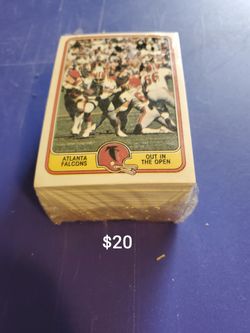 ATLANTA
FALCONS
OUT IN
THE OPEN
$20